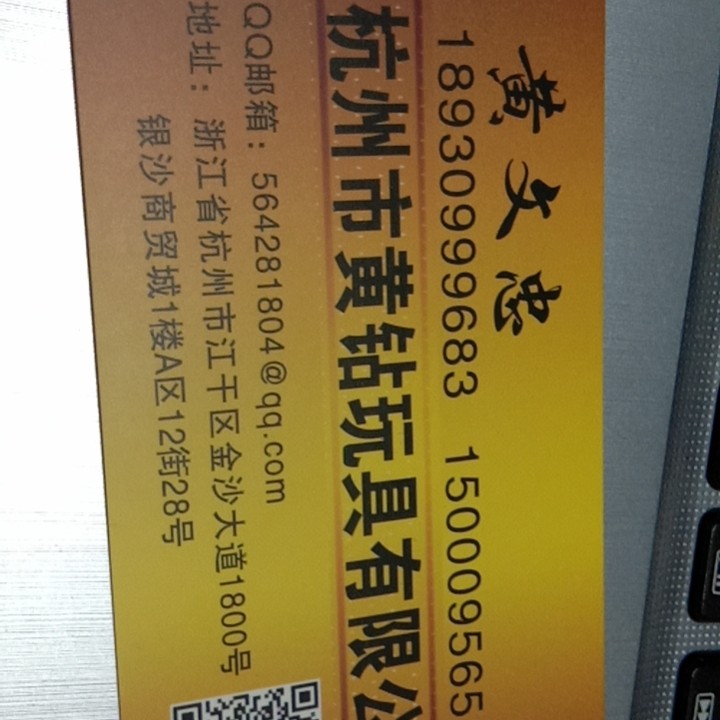 黄文忠
18930999683 150009565
杭州市黄钻玩具有限公
QQ邮箱：564281804@qq.com
地址：浙江省杭州市江干区金沙大道1800号
银沙商贸城1楼A区12街28号